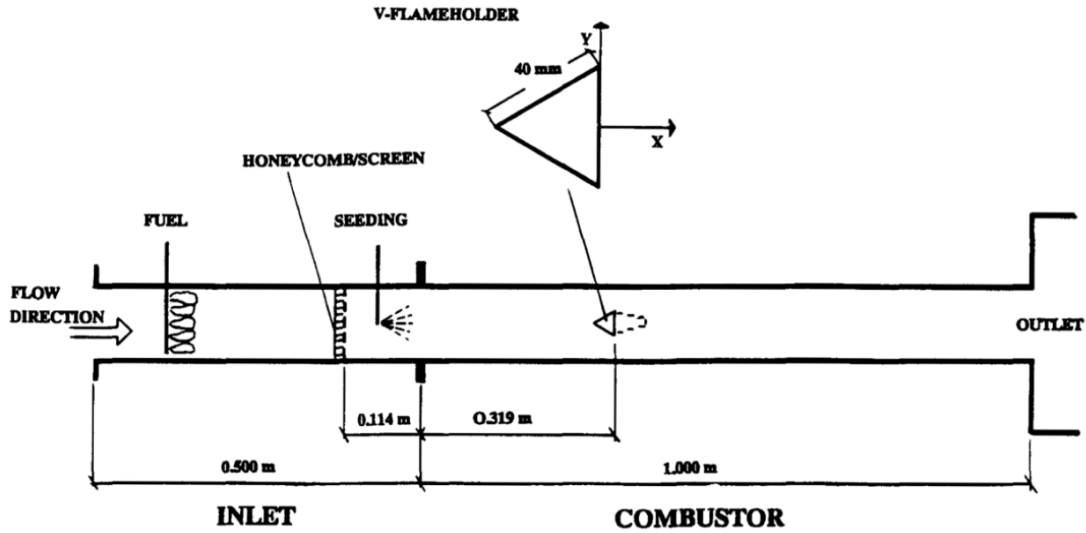 V-FLAMEHOLDER
Y
40 mm
X
HONEYCOMB/SCREEN
FUEL
SEEDING
FLOW
DIRECTION
OUTLET
0.114 m
O.319 m
0.500 m
1.000 m
INLET
COMBUSTOR